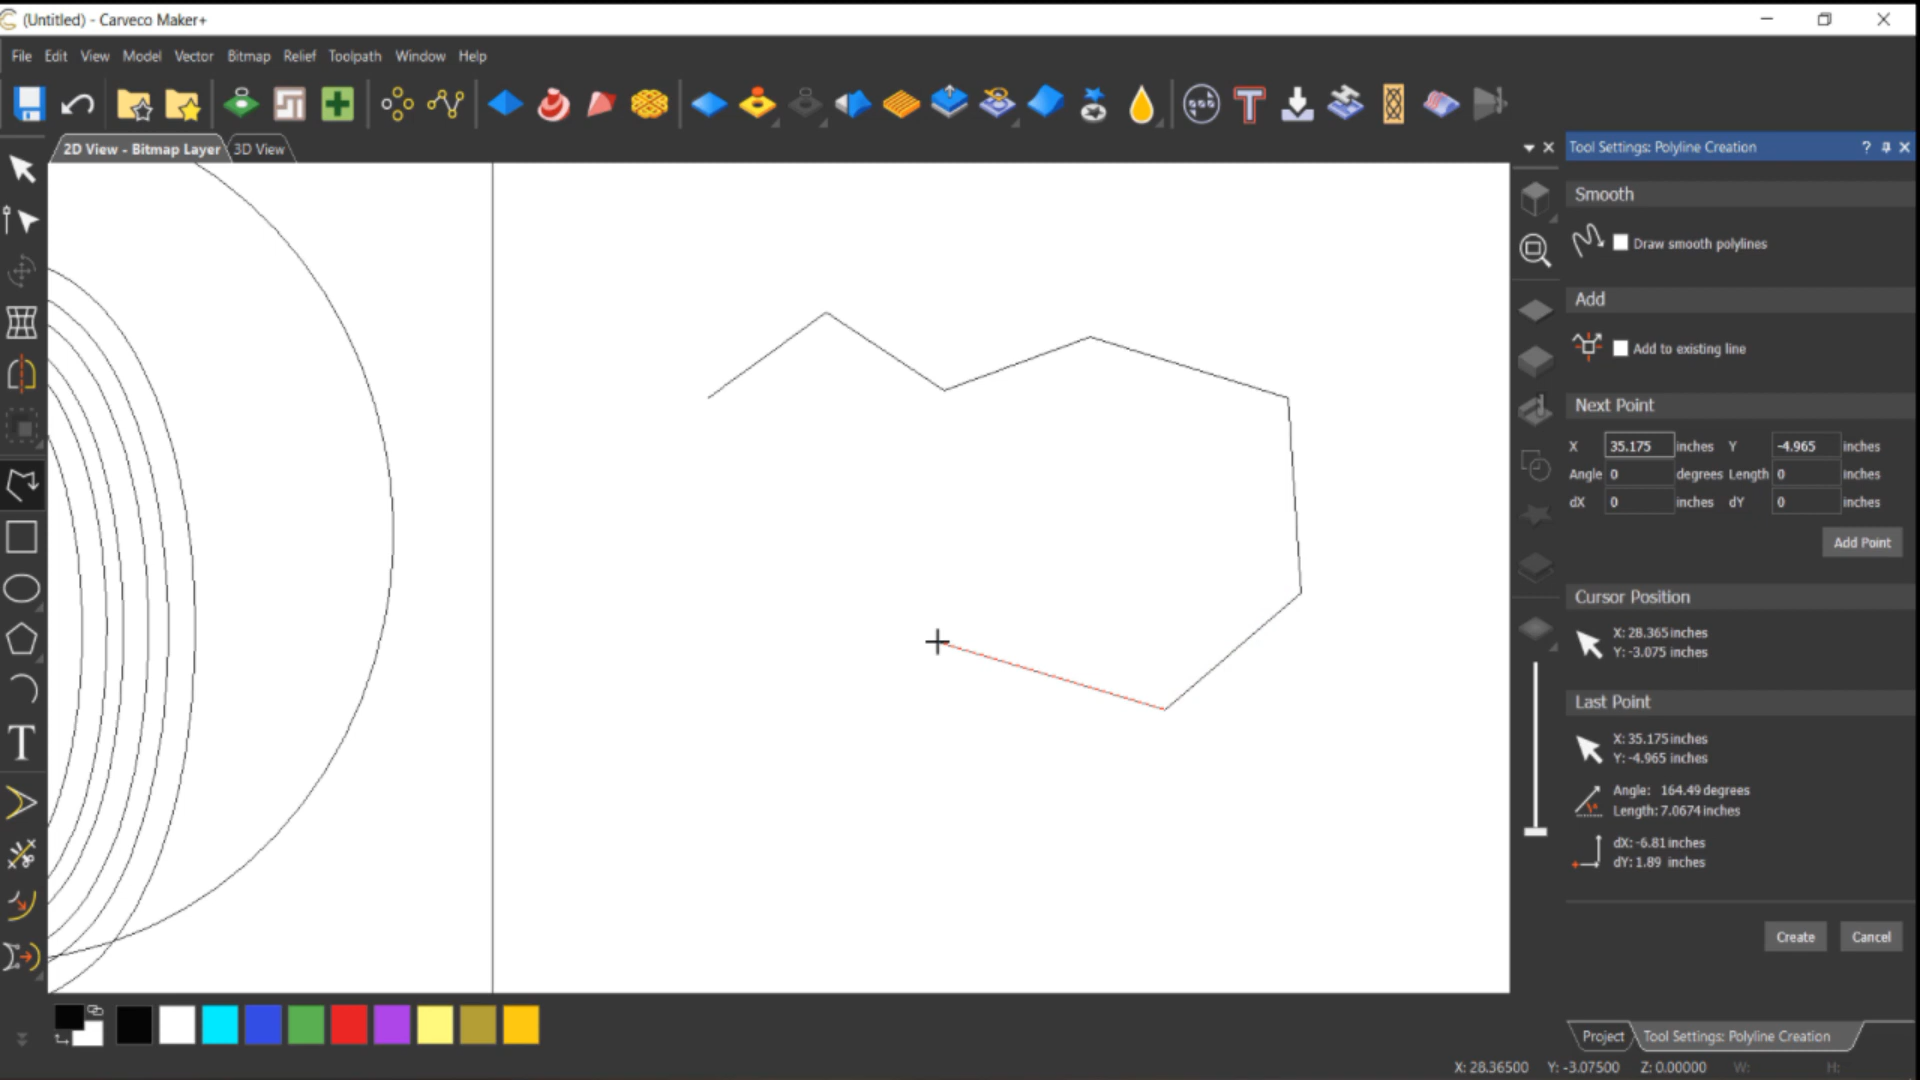 (Untitled) - Carveco Maker+
File Edit View Model Vector Bitmap Relief Toolpath Window Help
2D View - Bitmap Layer 3D View
Tool Settings: Polyline Creation ?
Smooth
Draw smooth polylines
Add
Add to existing line
Next Point
X 35.175 inches Y -4.965 inches
Angle 0 degrees Length 0 inches
dX 0 inches dY 0 inches
Add Point
Cursor Position
X: 28.365 inches
Y: -3.075 inches
Last Point
X: 35.175 inches
Y: -4.965 inches
Angle: 164.49 degrees
Length: 7.0674 inches
dX: -6.81 inches
dY: 1.89 inches
Create Cancel
Project Tool Settings: Polyline Creation
X: 28.36500 Y: -3.07500 Z: 0.00000 W: H: